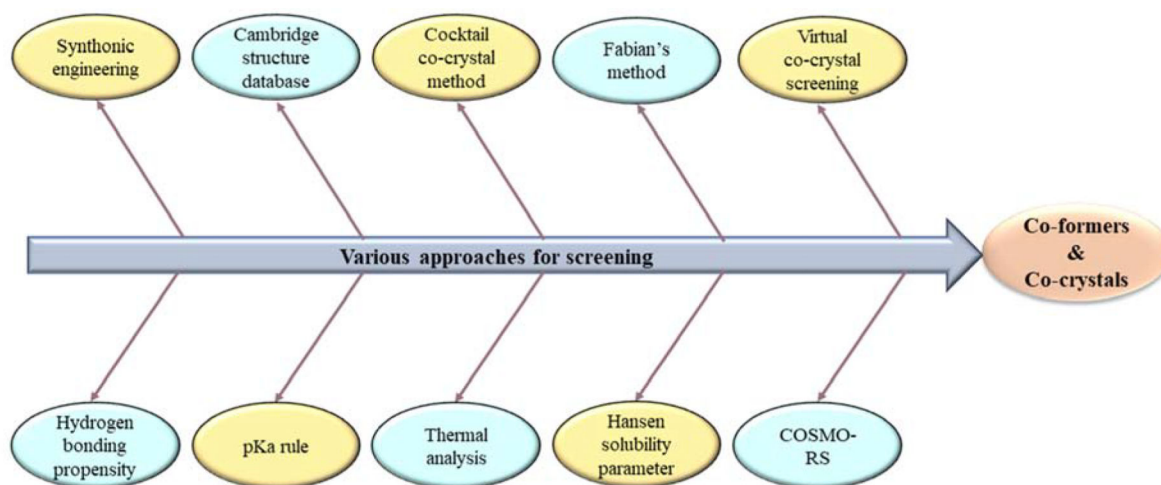 Synthonic
engineering
Cambridge
structure
database
Cocktail
co-crystal
method
Fabian's
method
Virtual
co-crystal
screening
Various approaches for screening
Co-formers
&
Co-crystals
Hydrogen
bonding
propensity
pKa rule
Thermal
analysis
Hansen
solubility
parameter
COSMO-
RS